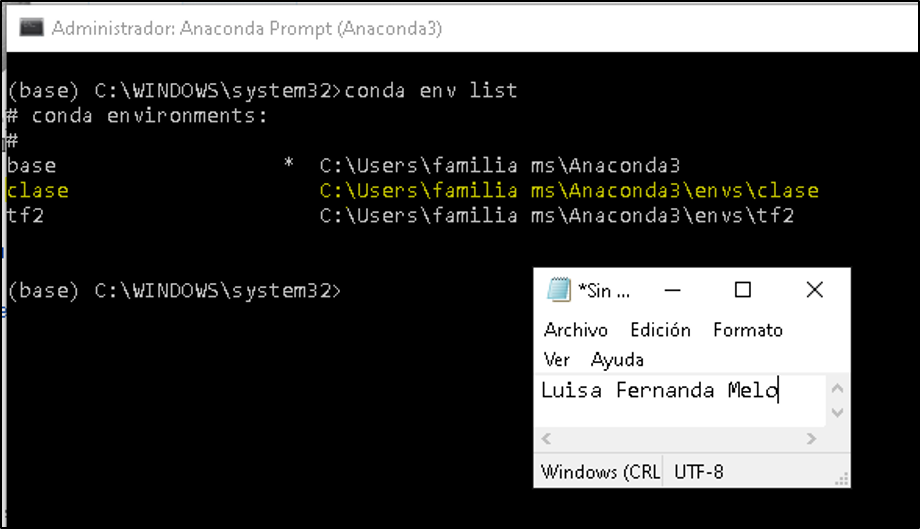 Administrador: Anaconda Prompt (Anaconda3)
(base) C:\WINDOWS\system32>conda env list
# conda environments:
#
base                  *  C:\Users\familia ms\Anaconda3
clase                    C:\Users\familia ms\Anaconda3\envs\clase
tf2                      C:\Users\familia ms\Anaconda3\envs\tf2
(base) C:\WINDOWS\system32>
*Sin ...
Archivo Edición Formato
Ver Ayuda
Luisa Fernanda Melo
Windows (CRL UTF-8